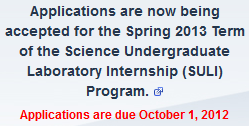 Applications are now being
accepted for the Spring 2013 Term
of the Science Undergraduate
Laboratory Internship (SULI)
Program.
Applications are due October 1, 2012